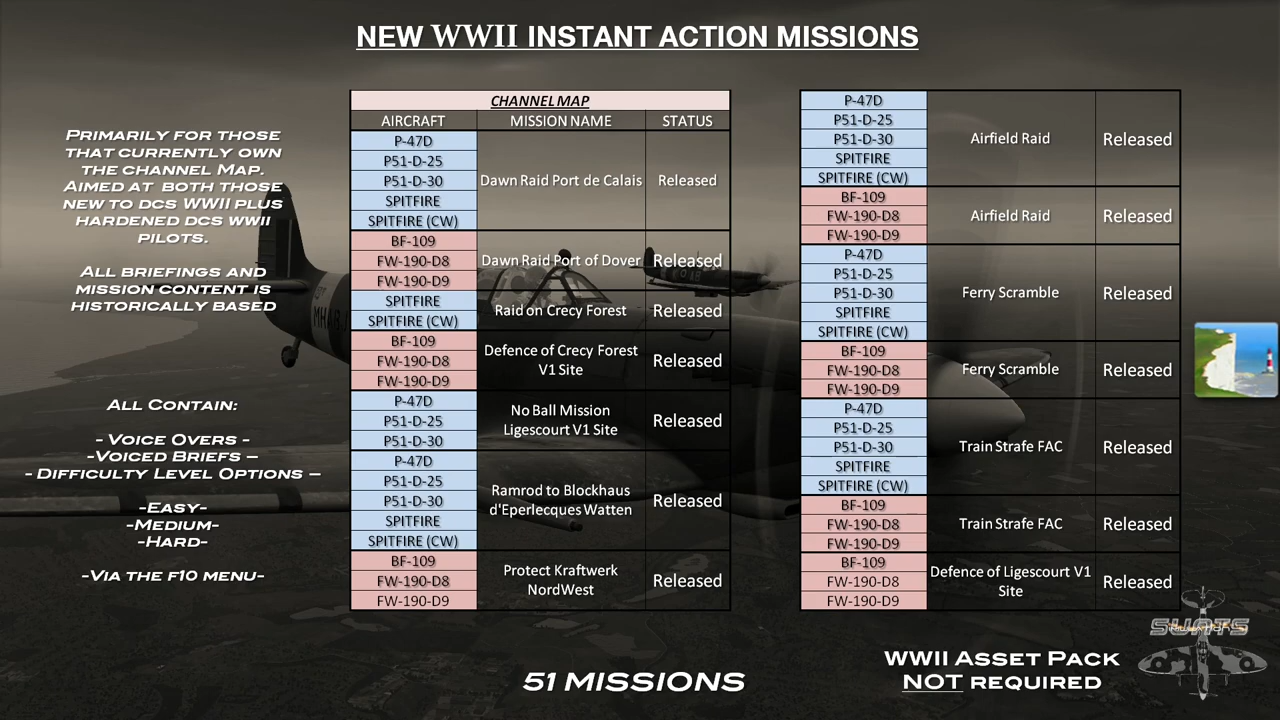 NEW WWII INSTANT ACTION MISSIONS
PRIMARILY FOR THOSE
THAT CURRENTLY OWN
THE CHANNEL MAP.
AIMED AT BOTH THOSE
NEW TO DCS WWII PLUS
HARDENED DCS WWII
PILOTS.
ALL BRIEFINGS AND
MISSION CONTENT IS
HISTORICALLY BASED
ALL CONTAIN:
- VOICE OVERS -
-VOICED BRIEFS –
- DIFFICULTY LEVEL OPTIONS –
-EASY-
-MEDIUM-
-HARD-
-VIA THE F10 MENU-
CHANNEL MAP
AIRCRAFT MISSION NAME STATUS
P-47D
P51-D-25
P51-D-30
SPITFIRE
SPITFIRE (CW)
Dawn Raid Port de Calais Released
BF-109
FW-190-D8
FW-190-D9
Dawn Raid Port of Dover Released
SPITFIRE
SPITFIRE (CW)
Raid on Crecy Forest Released
BF-109
FW-190-D8
FW-190-D9
Defence of Crecy Forest
V1 Site
Released
P-47D
P51-D-25
P51-D-30
No Ball Mission
Ligescourt V1 Site
Released
P-47D
P51-D-25
P51-D-30
SPITFIRE
SPITFIRE (CW)
Ramrod to Blockhaus
d'Eperlecques Watten
Released
BF-109
FW-190-D8
FW-190-D9
Protect Kraftwerk
NordWest
Released
P-47D
P51-D-25
P51-D-30
SPITFIRE
SPITFIRE (CW)
Airfield Raid Released
BF-109
FW-190-D8
FW-190-D9
Airfield Raid Released
P-47D
P51-D-25
P51-D-30
SPITFIRE
SPITFIRE (CW)
Ferry Scramble Released
BF-109
FW-190-D8
FW-190-D9
Ferry Scramble Released
P-47D
P51-D-25
P51-D-30
SPITFIRE
SPITFIRE (CW)
Train Strafe FAC Released
BF-109
FW-190-D8
FW-190-D9
Train Strafe FAC Released
BF-109
FW-190-D8
FW-190-D9
Defence of Ligescourt V1
Site
Released
51 MISSIONS
WWII ASSET PACK
NOT REQUIRED
SUNTS